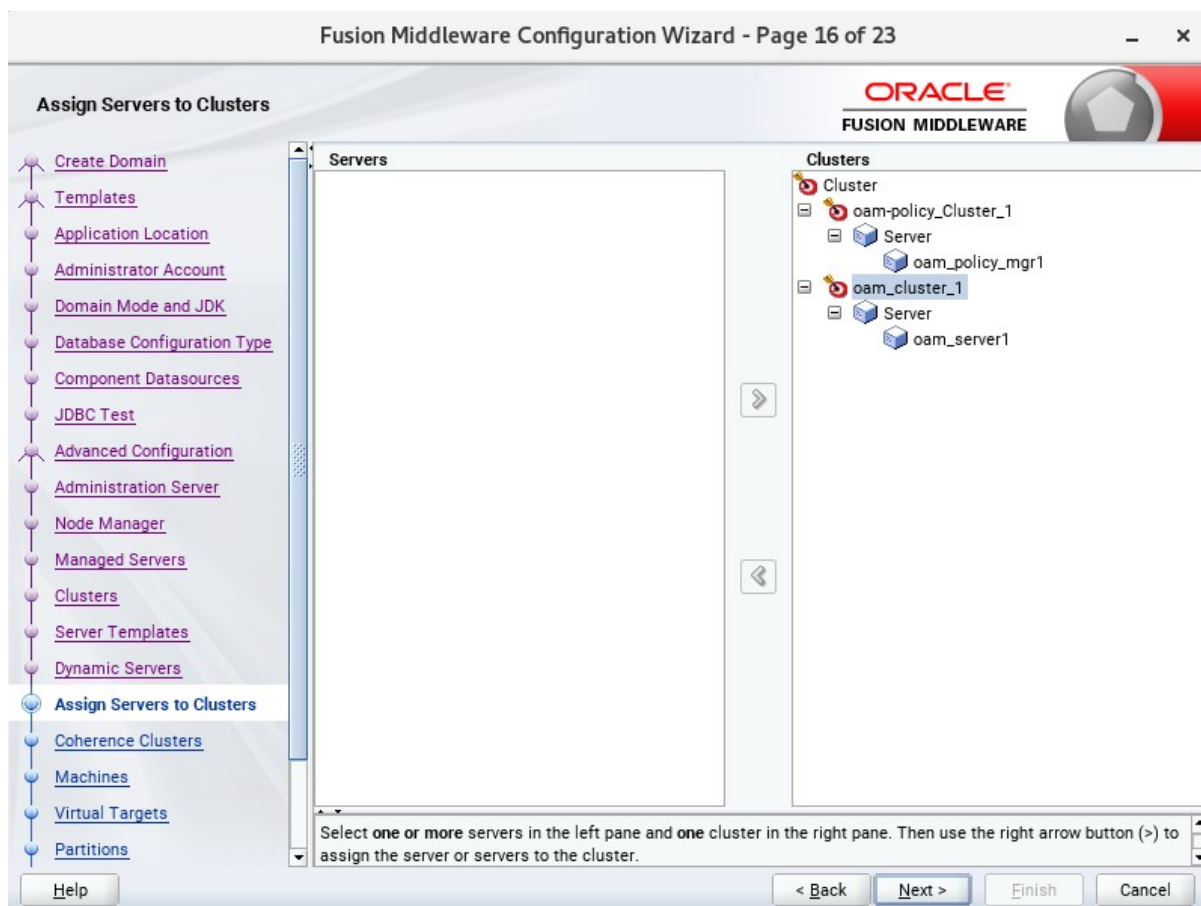 Fusion Middleware Configuration Wizard - Page 16 of 23
Assign Servers to Clusters
ORACLE
FUSION MIDDLEWARE
Create Domain
Templates
Application Location
Administrator Account
Domain Mode and JDK
Database Configuration Type
Component Datasources
JDBC Test
Advanced Configuration
Administration Server
Node Manager
Managed Servers
Clusters
Server Templates
Dynamic Servers
Assign Servers to Clusters
Coherence Clusters
Machines
Virtual Targets
Partitions
Servers
Clusters
Cluster
oam-policy_Cluster_1
Server
oam_policy_mgr1
oam_cluster_1
Server
oam_server1
Select one or more servers in the left pane and one cluster in the right pane. Then use the right arrow button (>) to
assign the server or servers to the cluster.
Help
< Back
Next >
Finish
Cancel